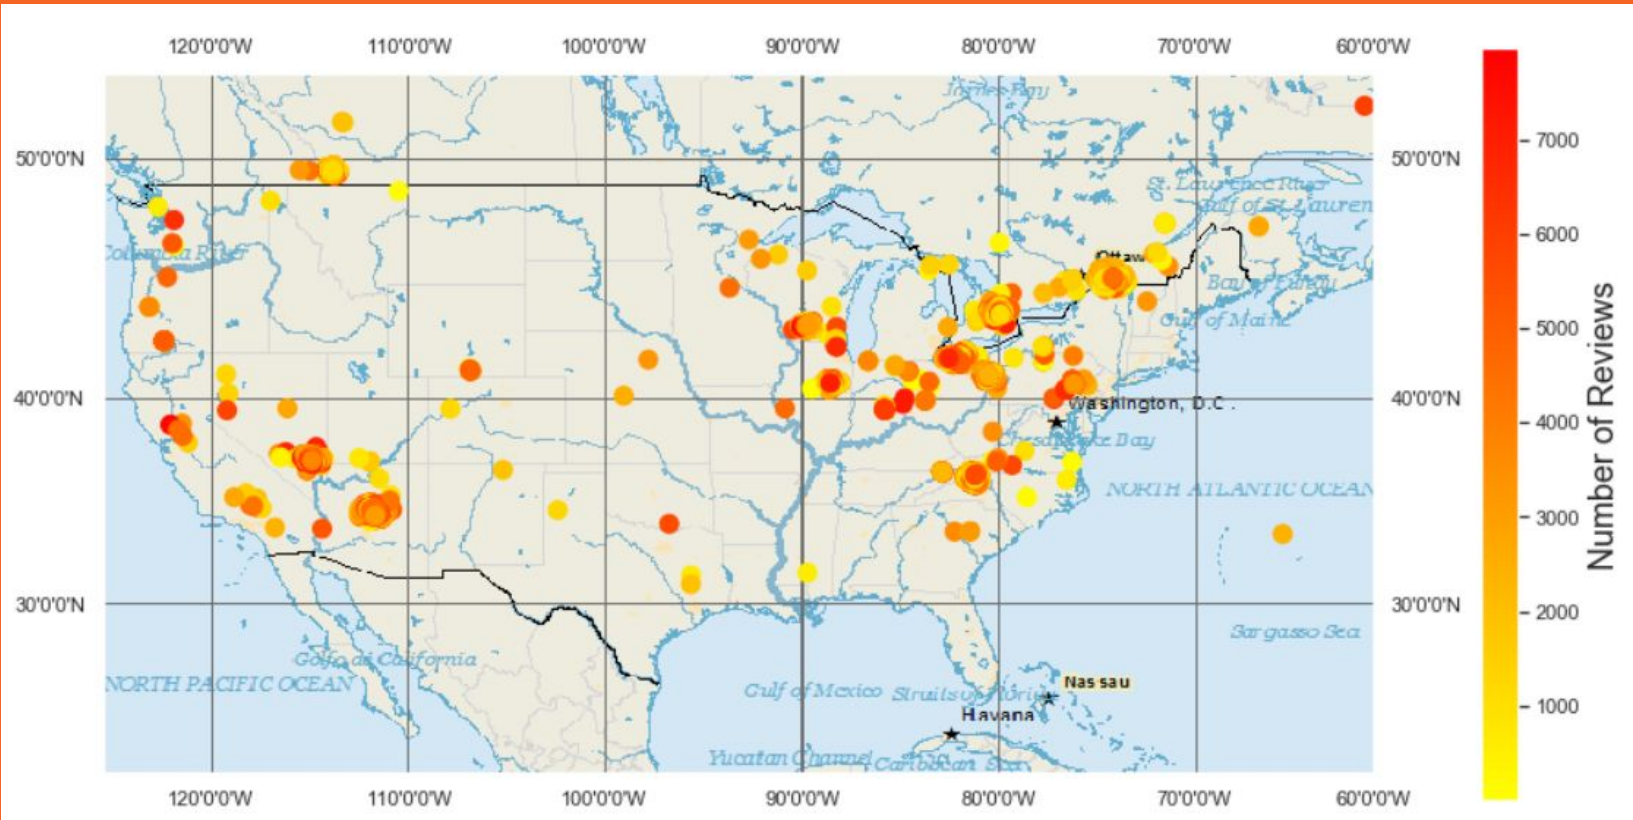 120°0'0"W 110°0'0"W 100°0'0"W 90°0'0"W 80°0'0"W 70°0'0"W 60°0'0"W
James Bay
7000
50°0'0"N 50°0'0"N
St. Lawrence River
Gulf of St. Lauren
6000
Columbia River
Ottaw
Bay of Fundy
Gulf of Maine
5000
40°0'0"N 40°0'0"N
Washington, D.C.
4000
Chesapeake Bay
NORTH ATLANTIC OCEAN
3000
Number of Reviews
30°0'0"N 30°0'0"N
2000
Sargasso Sea
Golfo de California
NORTH PACIFIC OCEAN
Nassau
Gulf of Mexico Straits of Florid
1000
Havana
Yucatan Channel Caribbean Sea
120°0'0"W 110°0'0"W 100°0'0"W 90°0'0"W 80°0'0"W 70°0'0"W 60°0'0"W